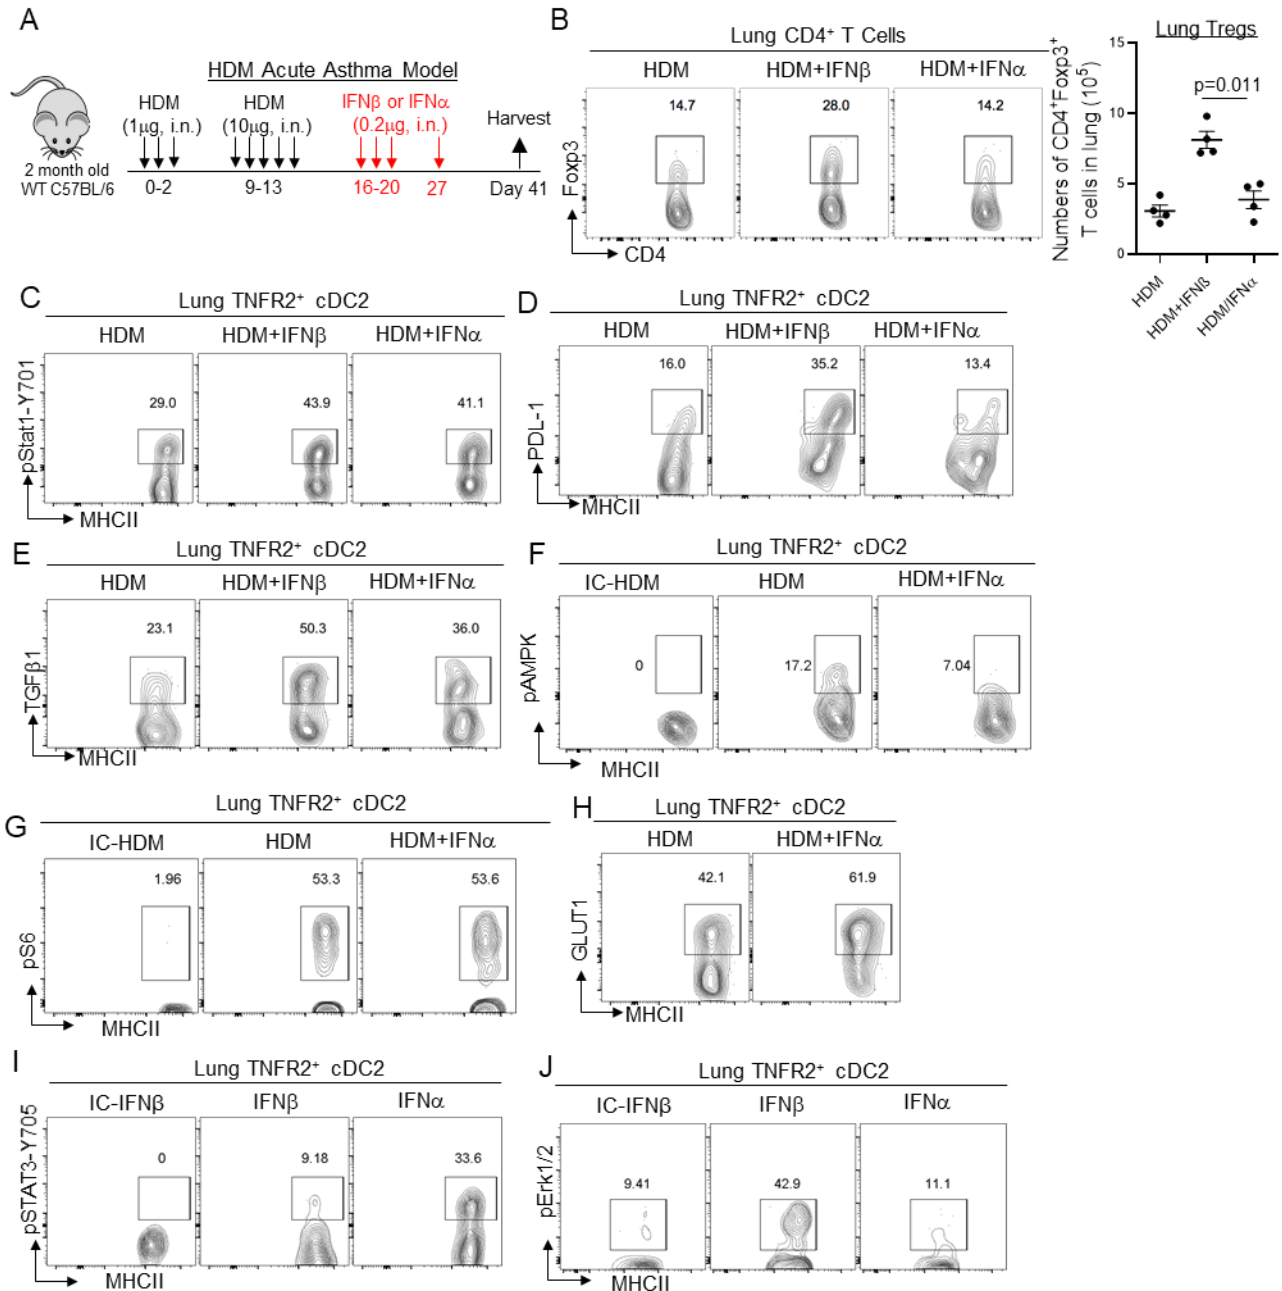 A
HDM Acute Asthma Model
HDM
(1µg, i.n.)
HDM
(10µg, i.n.)
IFNβ or IFNα
(0.2µg, i.n.)
Harvest
2 month old
WT C57BL/6
0-2
9-13
16-20
27
Day 41
B
Lung CD4⁺ T Cells
HDM
HDM+IFNβ
HDM+IFNα
14.7
28.0
14.2
Foxp3
CD4
Lung Tregs
Numbers of CD4⁺Foxp3⁺
T cells in lung (10⁵)
15
10
5
0
p=0.011
HDM
HDM+IFNß
HDM/IFNα
C
Lung TNFR2⁺ cDC2
HDM
HDM+IFNβ
HDM+IFNα
29.0
43.9
41.1
pStat1-Y701
MHCII
D
Lung TNFR2⁺ cDC2
HDM
HDM+IFNβ
HDM+IFNα
16.0
35.2
13.4
PDL-1
MHCII
E
Lung TNFR2⁺ cDC2
HDM
HDM+IFNβ
HDM+IFNα
23.1
50.3
36.0
TGFβ1
MHCII
F
Lung TNFR2⁺ cDC2
IC-HDM
HDM
HDM+IFNα
0
17.2
7.04
pAMPK
MHCII
G
Lung TNFR2⁺ cDC2
IC-HDM
HDM
HDM+IFNα
1.96
53.3
53.6
pS6
MHCII
H
Lung TNFR2⁺ cDC2
HDM
HDM+IFNα
42.1
61.9
GLUT1
MHCII
I
Lung TNFR2⁺ cDC2
IC-IFNβ
IFNβ
IFNα
0
9.18
33.6
pSTAT3-Y705
MHCII
J
Lung TNFR2⁺ cDC2
IC-IFNβ
IFNβ
IFNα
9.41
42.9
11.1
pErk1/2
MHCII